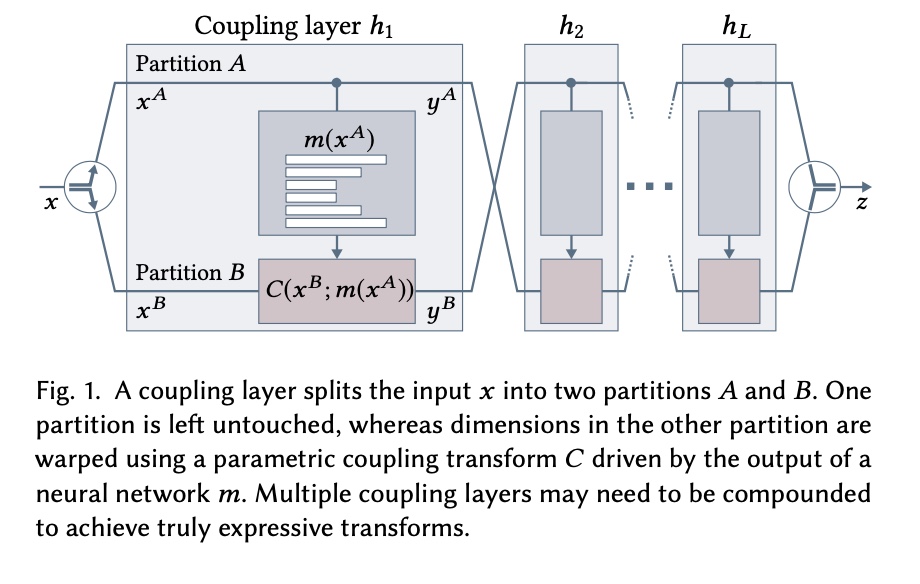 Coupling layer h₁
h₂
h_L
Partition A
x^A
y^A
m(x^A)
x
z
Partition B
C(x^B; m(x^A))
x^B
y^B
Fig. 1. A coupling layer splits the input x into two partitions A and B. One
partition is left untouched, whereas dimensions in the other partition are
warped using a parametric coupling transform C driven by the output of a
neural network m. Multiple coupling layers may need to be compounded
to achieve truly expressive transforms.